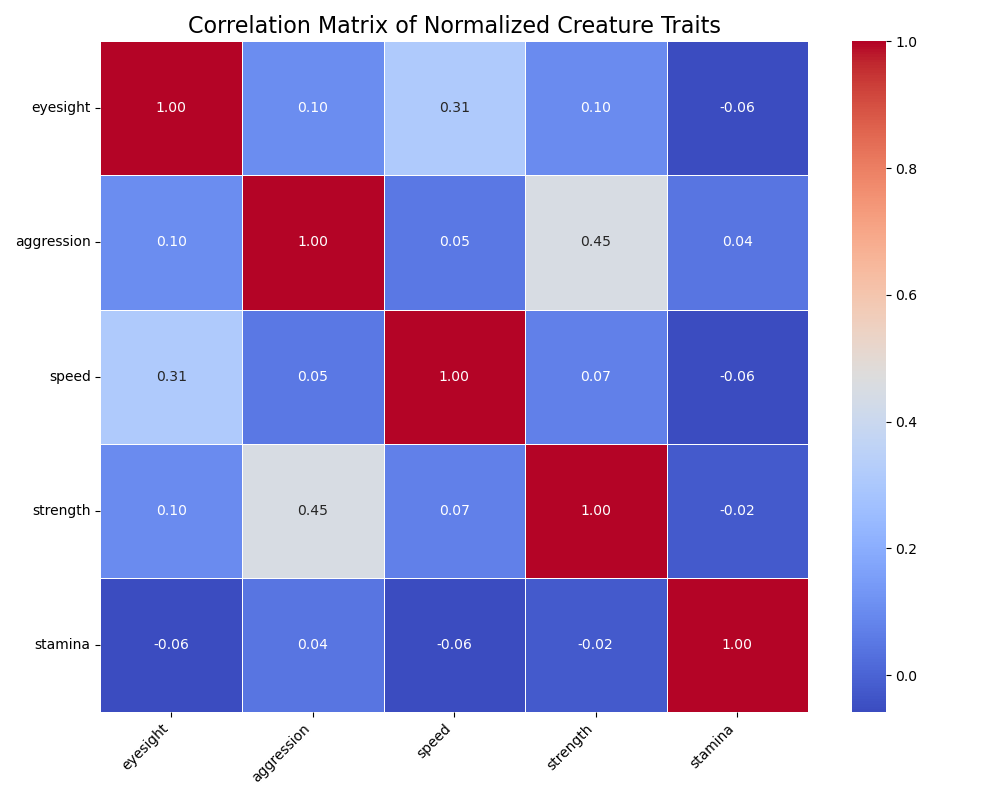 Correlation Matrix of Normalized Creature Traits
eyesight 1.00 0.10 0.31 0.10 -0.06
aggression 0.10 1.00 0.05 0.45 0.04
speed 0.31 0.05 1.00 0.07 -0.06
strength 0.10 0.45 0.07 1.00 -0.02
stamina -0.06 0.04 -0.06 -0.02 1.00
eyesight aggression speed strength stamina
1.0
0.8
0.6
0.4
0.2
0.0